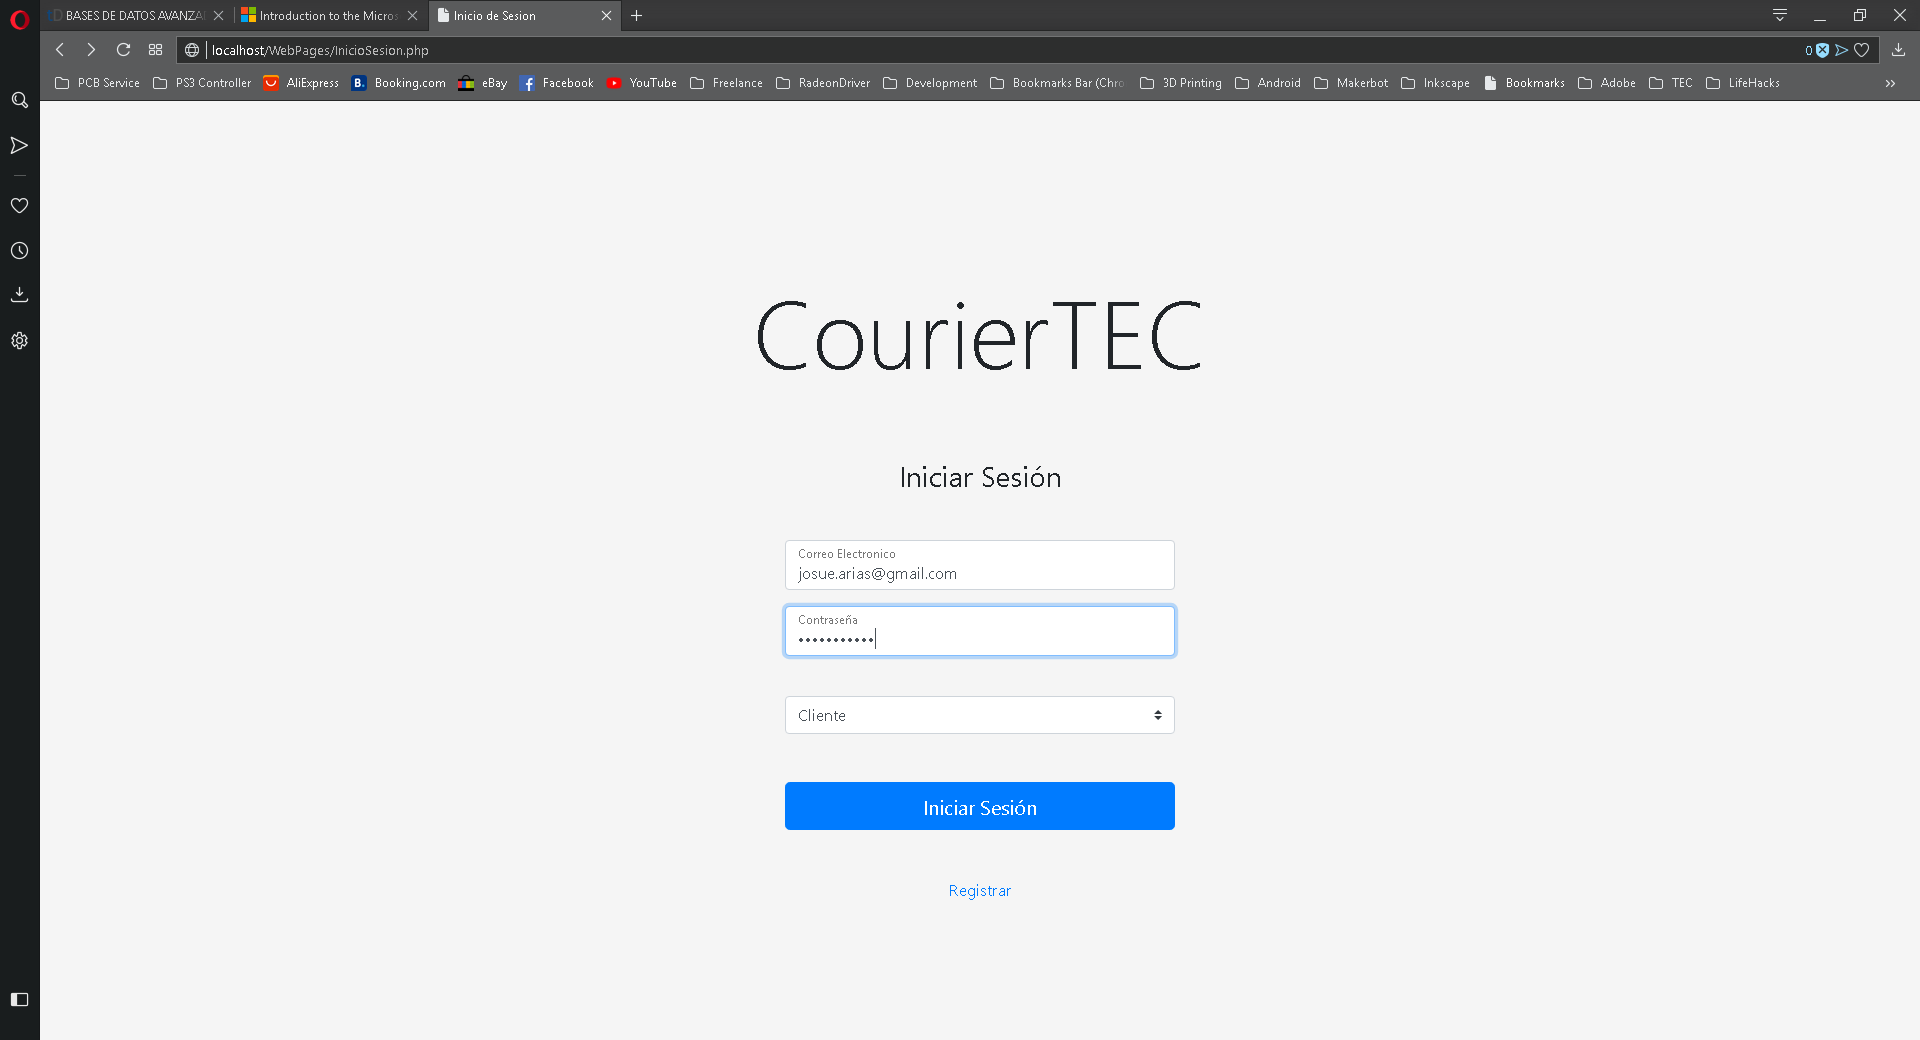 BASES DE DATOS AVANZA
Introduction to the Micros
Inicio de Sesion
localhost/WebPages/InicioSesion.php
0
PCB Service
PS3 Controller
AliExpress
B. Booking.com
eBay
Facebook
YouTube
Freelance
RadeonDriver
Development
Bookmarks Bar (Chro
3D Printing
Android
Makerbot
Inkscape
Bookmarks
Adobe
TEC
LifeHacks
CourierTEC
Iniciar Sesión
Correo Electronico
josue.arias@gmail.com
Contraseña
•••••••••••
Cliente
Iniciar Sesión
Registrar